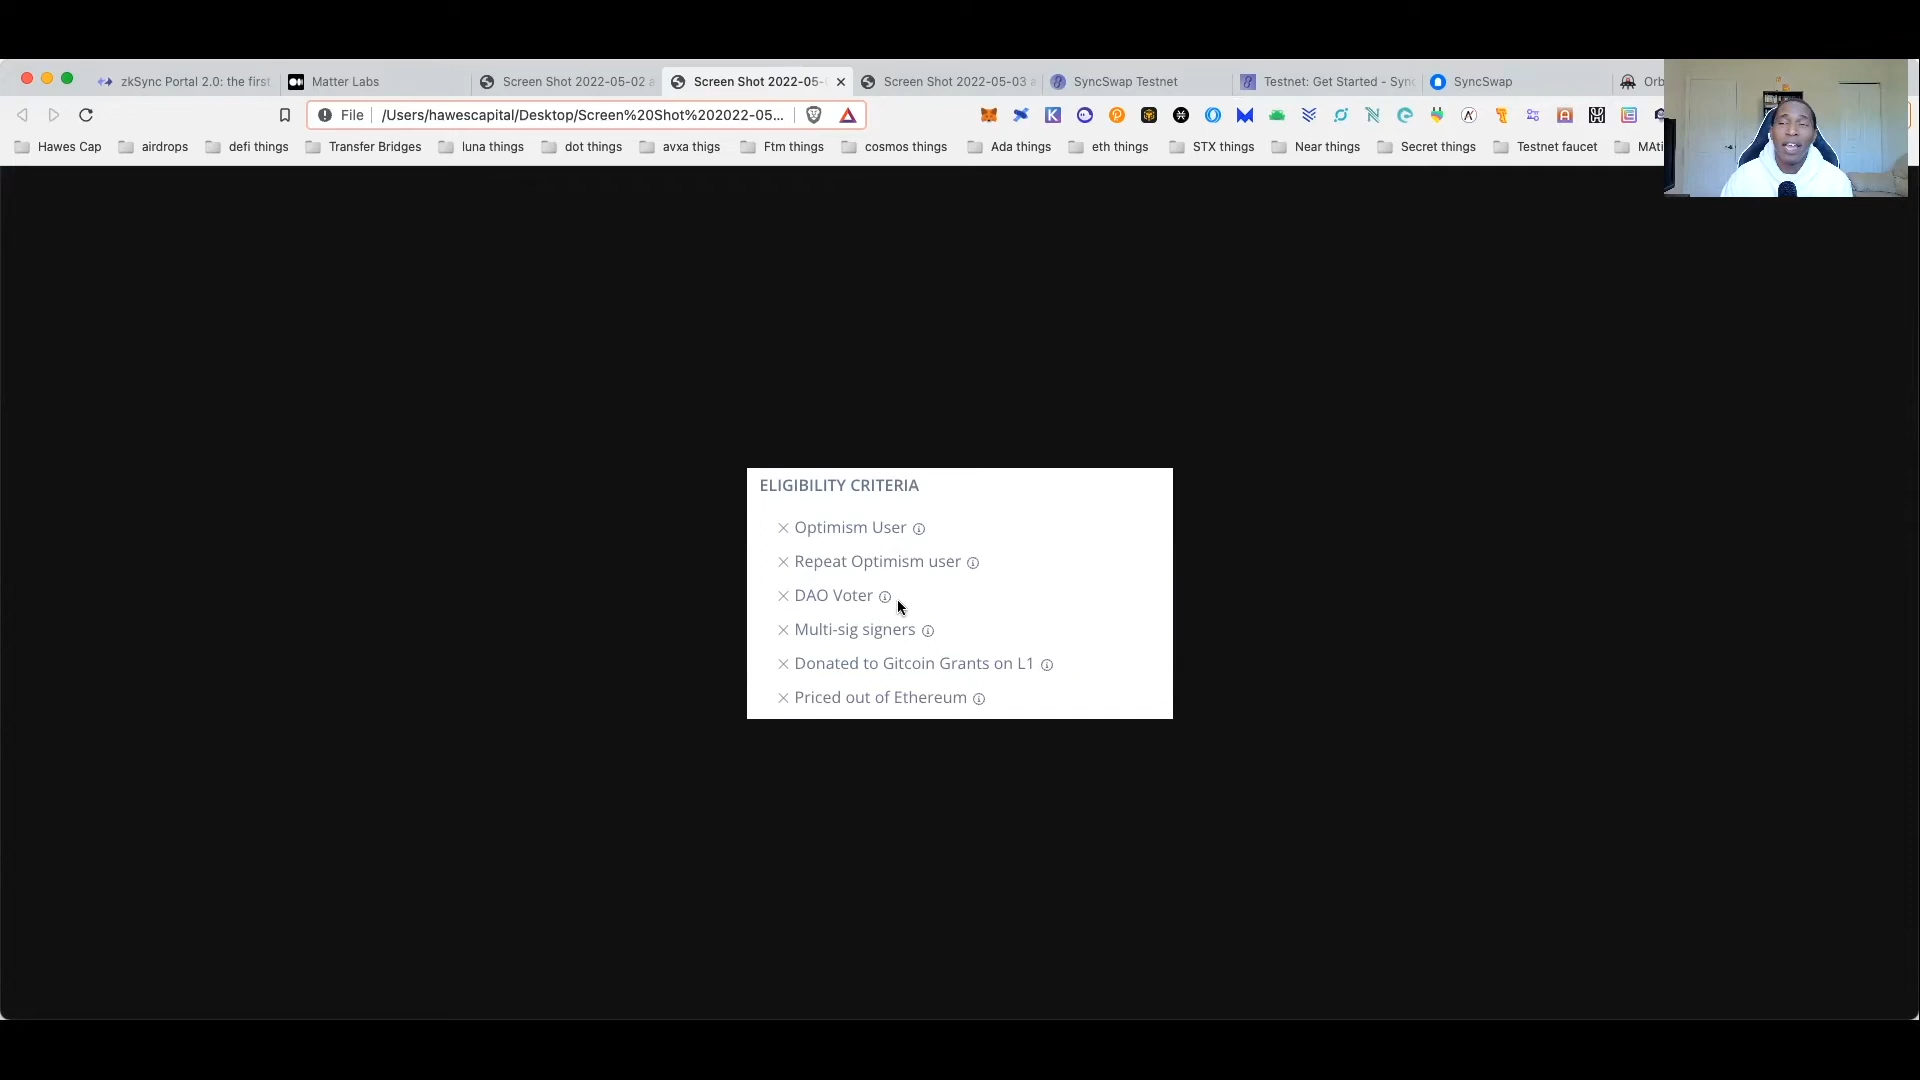 zkSync Portal 2.0: the first
Matter Labs
Screen Shot 2022-05-02 a
Screen Shot 2022-05-
Screen Shot 2022-05-03 a
SyncSwap Testnet
Testnet: Get Started - Sync
SyncSwap
Orb
File
/Users/hawescapital/Desktop/Screen%20Shot%202022-05...
Hawes Cap
airdrops
defi things
Transfer Bridges
luna things
dot things
avxa thigs
Ftm things
cosmos things
Ada things
eth things
STX things
Near things
Secret things
Testnet faucet
MAti
ELIGIBILITY CRITERIA
Optimism User
Repeat Optimism user
DAO Voter
Multi-sig signers
Donated to Gitcoin Grants on L1
Priced out of Ethereum